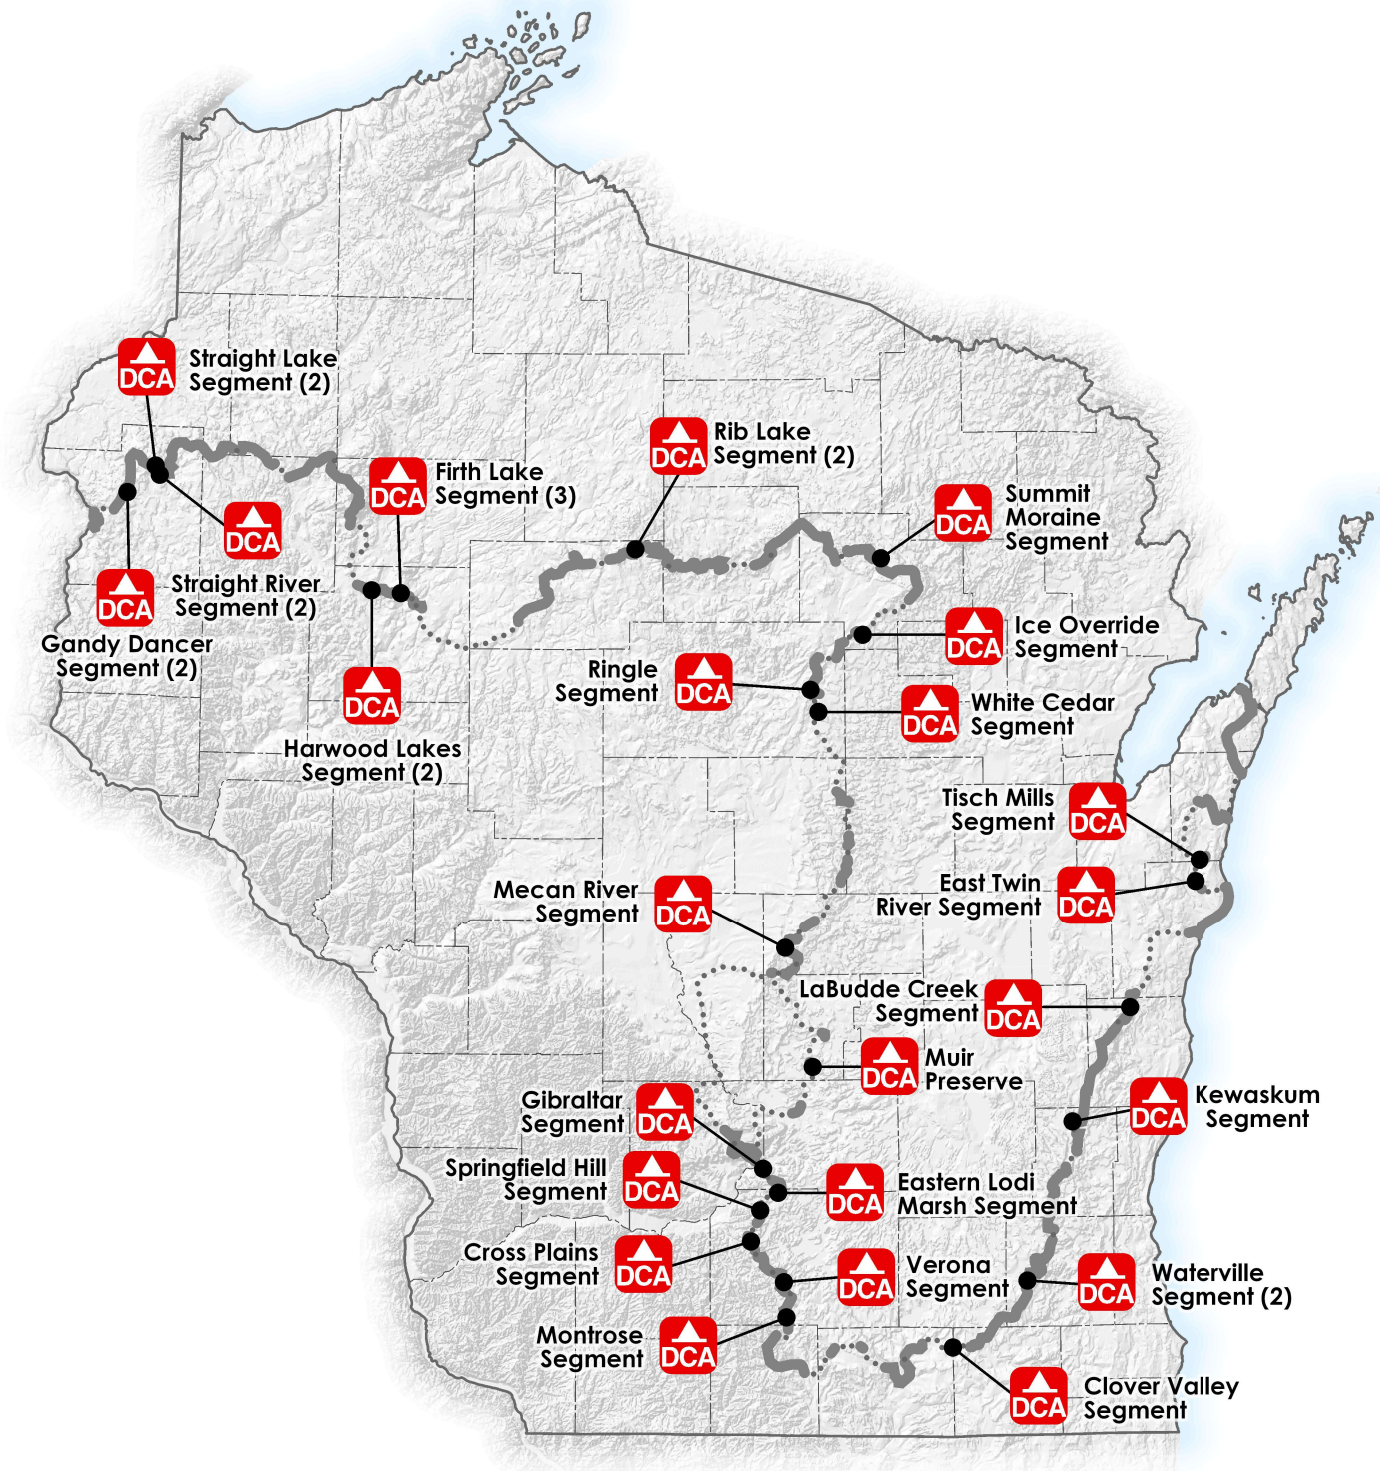 DCA
Straight Lake
Segment (2)
DCA
Firth Lake
Segment (3)
DCA
Rib Lake
Segment (2)
DCA
Summit
Moraine
Segment
DCA
DCA
Straight River
Segment (2)
DCA
Gandy Dancer
Segment (2)
DCA
Ice Override
Segment
Ringle
Segment
DCA
DCA
White Cedar
Segment
DCA
Harwood Lakes
Segment (2)
Tisch Mills
Segment
DCA
East Twin
River Segment
DCA
Mecan River
Segment
DCA
LaBudde Creek
Segment
DCA
DCA
Muir
Preserve
Gibraltar
Segment
DCA
DCA
Kewaskum
Segment
Springfield Hill
Segment
DCA
DCA
Eastern Lodi
Marsh Segment
Cross Plains
Segment
DCA
DCA
Verona
Segment
DCA
Waterville
Segment (2)
Montrose
Segment
DCA
DCA
Clover Valley
Segment